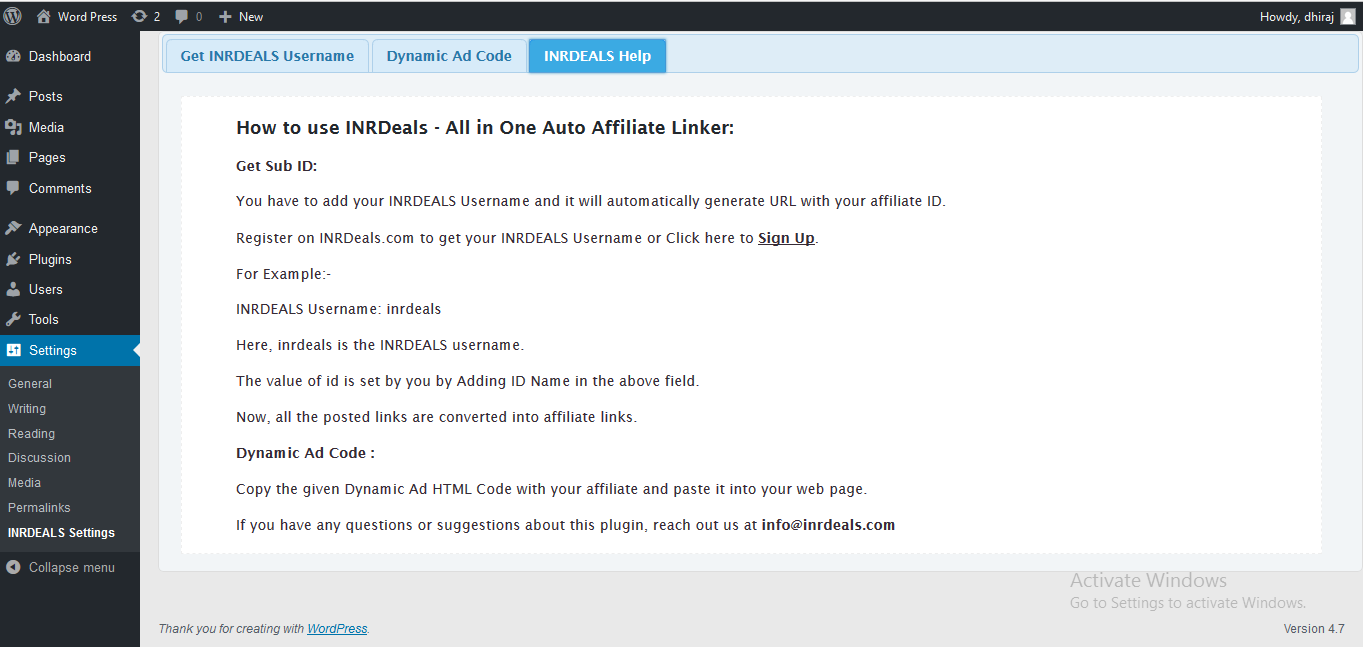 Word Press 2 0 New Howdy, dhiraj
Dashboard
Posts
Media
Pages
Comments
Appearance
Plugins
Users
Tools
Settings
General
Writing
Reading
Discussion
Media
Permalinks
INRDEALS Settings
Collapse menu
Get INRDEALS Username Dynamic Ad Code INRDEALS Help
How to use INRDeals - All in One Auto Affiliate Linker:
Get Sub ID:
You have to add your INRDEALS Username and it will automatically generate URL with your affiliate ID.
Register on INRDeals.com to get your INRDEALS Username or Click here to Sign Up.
For Example:-
INRDEALS Username: inrdeals
Here, inrdeals is the INRDEALS username.
The value of id is set by you by Adding ID Name in the above field.
Now, all the posted links are converted into affiliate links.
Dynamic Ad Code :
Copy the given Dynamic Ad HTML Code with your affiliate and paste it into your web page.
If you have any questions or suggestions about this plugin, reach out us at info@inrdeals.com
Activate Windows
Go to Settings to activate Windows.
Thank you for creating with WordPress. Version 4.7